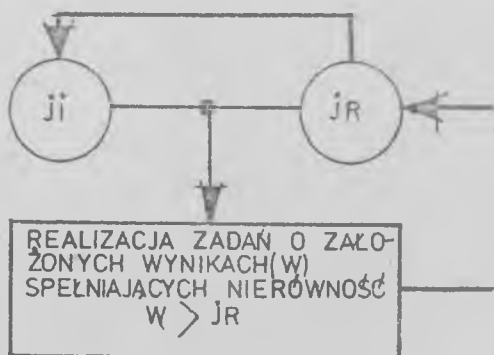 ji jR
REALIZACJA ZADAŃ O ZAŁO-
ŻONYCH WYNIKACH(W)
SPEŁNIAJĄCYCH NIERÓWNOŚĆ
W > jR